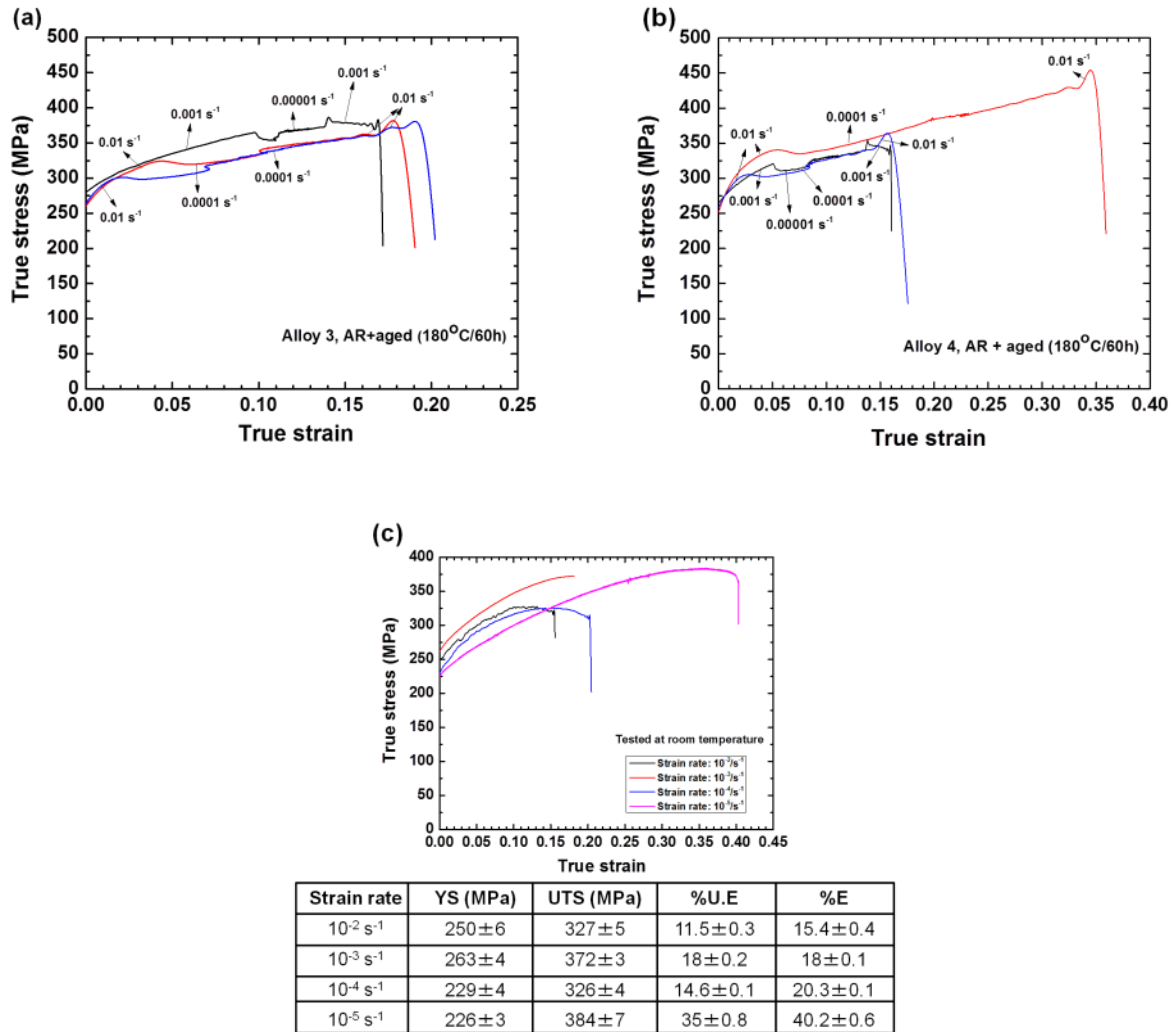 (a)
500
450
400
350
300
250
200
150
100
50
0
0.00 0.05 0.10 0.15 0.20 0.25
True stress (MPa)
True strain
0.01 s-1
0.001 s-1
0.00001 s-1
0.001 s-1
0.01 s-1
0.01 s-1
0.0001 s-1
0.0001 s-1
Alloy 3, AR+aged (180°C/60h)
(b)
500
450
400
350
300
250
200
150
100
50
0
0.00 0.05 0.10 0.15 0.20 0.25 0.30 0.35 0.40
True stress (MPa)
True strain
0.01 s-1
0.01 s-1
0.0001 s-1
0.01 s-1
0.001 s-1
0.001 s-1
0.0001 s-1
0.00001 s-1
Alloy 4, AR + aged (180°C/60h)
(c)
400
350
300
250
200
150
100
50
0
0.00 0.05 0.10 0.15 0.20 0.25 0.30 0.35 0.40 0.45
True stress (MPa)
True strain
Tested at room temperature
Strain rate:
Strain rate:
Strain rate: 10-4/s-1
Strain rate: 10-5/s-1
Strain rate YS (MPa) UTS (MPa) %U.E %E
10-2 s-1 250±6 327±5 11.5±0.3 15.4±0.4
10-3 s-1 263±4 372±3 18±0.2 18±0.1
10-4 s-1 229±4 326±4 14.6±0.1 20.3±0.1
10-5 s-1 226±3 384±7 35±0.8 40.2±0.6